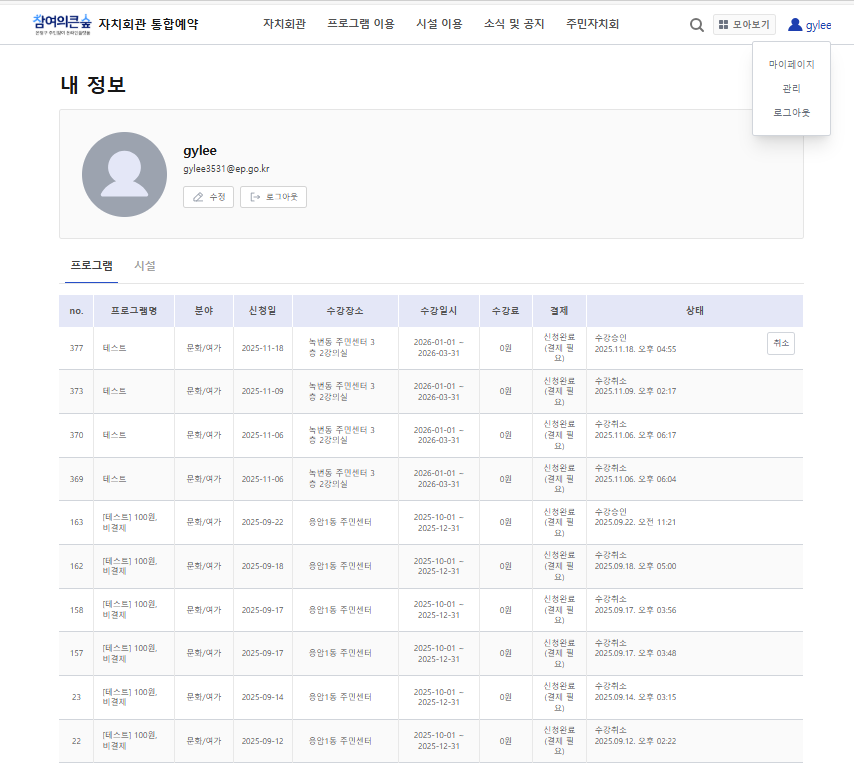 참여의큰숲 자치회관 통합예약 자치회관 프로그램 이용 시설 이용 소식 및 공지 주민자치회 모아보기 gylee
마이페이지
관리
로그아웃
내 정보
gylee
gylee3531@ep.go.kr
수정 로그아웃
프로그램 시설
no. 프로그램명 분야 신청일 수강장소 수강일시 수강료 결제 상태
377 테스트 문화/여가 2025-11-18 녹번동 주민센터 3
층 2강의실 2026-01-01 ~
2026-03-31 0원 신청완료
(결제 필
요) 수강승인
2025.11.18. 오후 04:55 취소
373 테스트 문화/여가 2025-11-09 녹번동 주민센터 3
층 2강의실 2026-01-01 ~
2026-03-31 0원 신청완료
(결제 필
요) 수강취소
2025.11.09. 오후 02:17
370 테스트 문화/여가 2025-11-06 녹번동 주민센터 3
층 2강의실 2026-01-01 ~
2026-03-31 0원 신청완료
(결제 필
요) 수강취소
2025.11.06. 오후 06:17
369 테스트 문화/여가 2025-11-06 녹번동 주민센터 3
층 2강의실 2026-01-01 ~
2026-03-31 0원 신청완료
(결제 필
요) 수강취소
2025.11.06. 오후 06:04
163 [테스트] 100원,
비결제 문화/여가 2025-09-22 응암1동 주민센터 2025-10-01 ~
2025-12-31 0원 신청완료
(결제 필
요) 수강승인
2025.09.22. 오전 11:21
162 [테스트] 100원,
비결제 문화/여가 2025-09-18 응암1동 주민센터 2025-10-01 ~
2025-12-31 0원 신청완료
(결제 필
요) 수강취소
2025.09.18. 오후 05:00
158 [테스트] 100원,
비결제 문화/여가 2025-09-17 응암1동 주민센터 2025-10-01 ~
2025-12-31 0원 신청완료
(결제 필
요) 수강취소
2025.09.17. 오후 03:56
157 [테스트] 100원,
비결제 문화/여가 2025-09-17 응암1동 주민센터 2025-10-01 ~
2025-12-31 0원 신청완료
(결제 필
요) 수강취소
2025.09.17. 오후 03:48
23 [테스트] 100원,
비결제 문화/여가 2025-09-14 응암1동 주민센터 2025-10-01 ~
2025-12-31 0원 신청완료
(결제 필
요) 수강취소
2025.09.14. 오후 03:15
22 [테스트] 100원,
비결제 문화/여가 2025-09-12 응암1동 주민센터 2025-10-01 ~
2025-12-31 0원 신청완료
(결제 필
요) 수강취소
2025.09.12. 오후 02:22